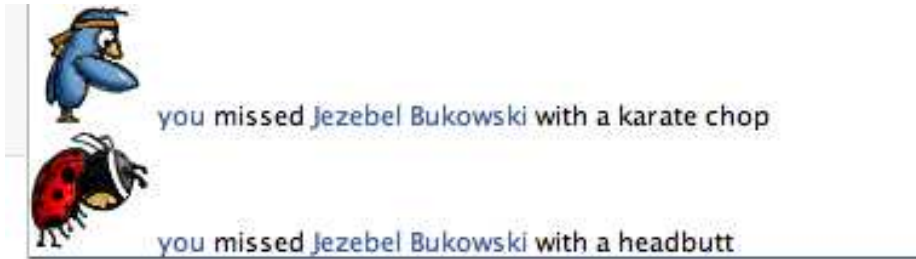 you missed Jezebel Bukowski with a karate chop
you missed Jezebel Bukowski with a headbutt